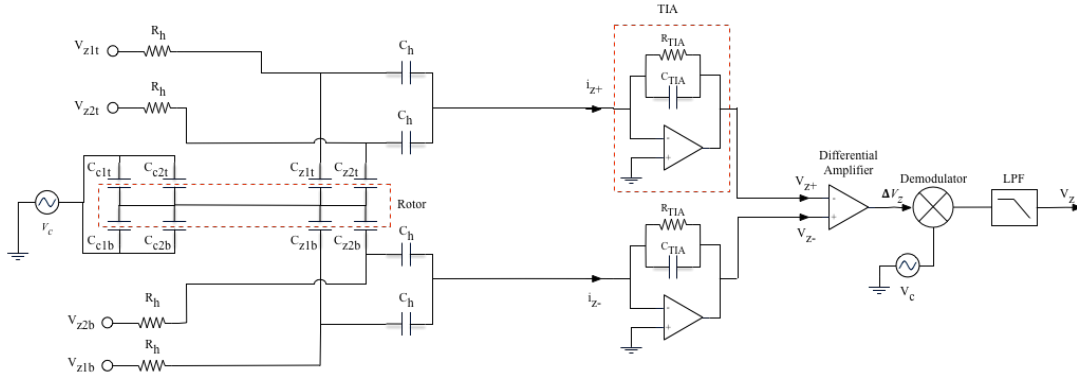 TIA
V_z1t
R_h
C_h
R_TIA
C_TIA
-
+
i_z+
V_z2t
R_h
C_h
C_c1t
C_c2t
C_z1t
C_z2t
Rotor
V_c
C_c1b
C_c2b
C_z1b
C_z2b
C_h
C_h
V_z2b
R_h
V_z1b
R_h
i_z-
R_TIA
C_TIA
-
+
V_z+
V_z-
Differential
Amplifier
-
+
ΔV_z
Demodulator
V_c
LPF
V_z